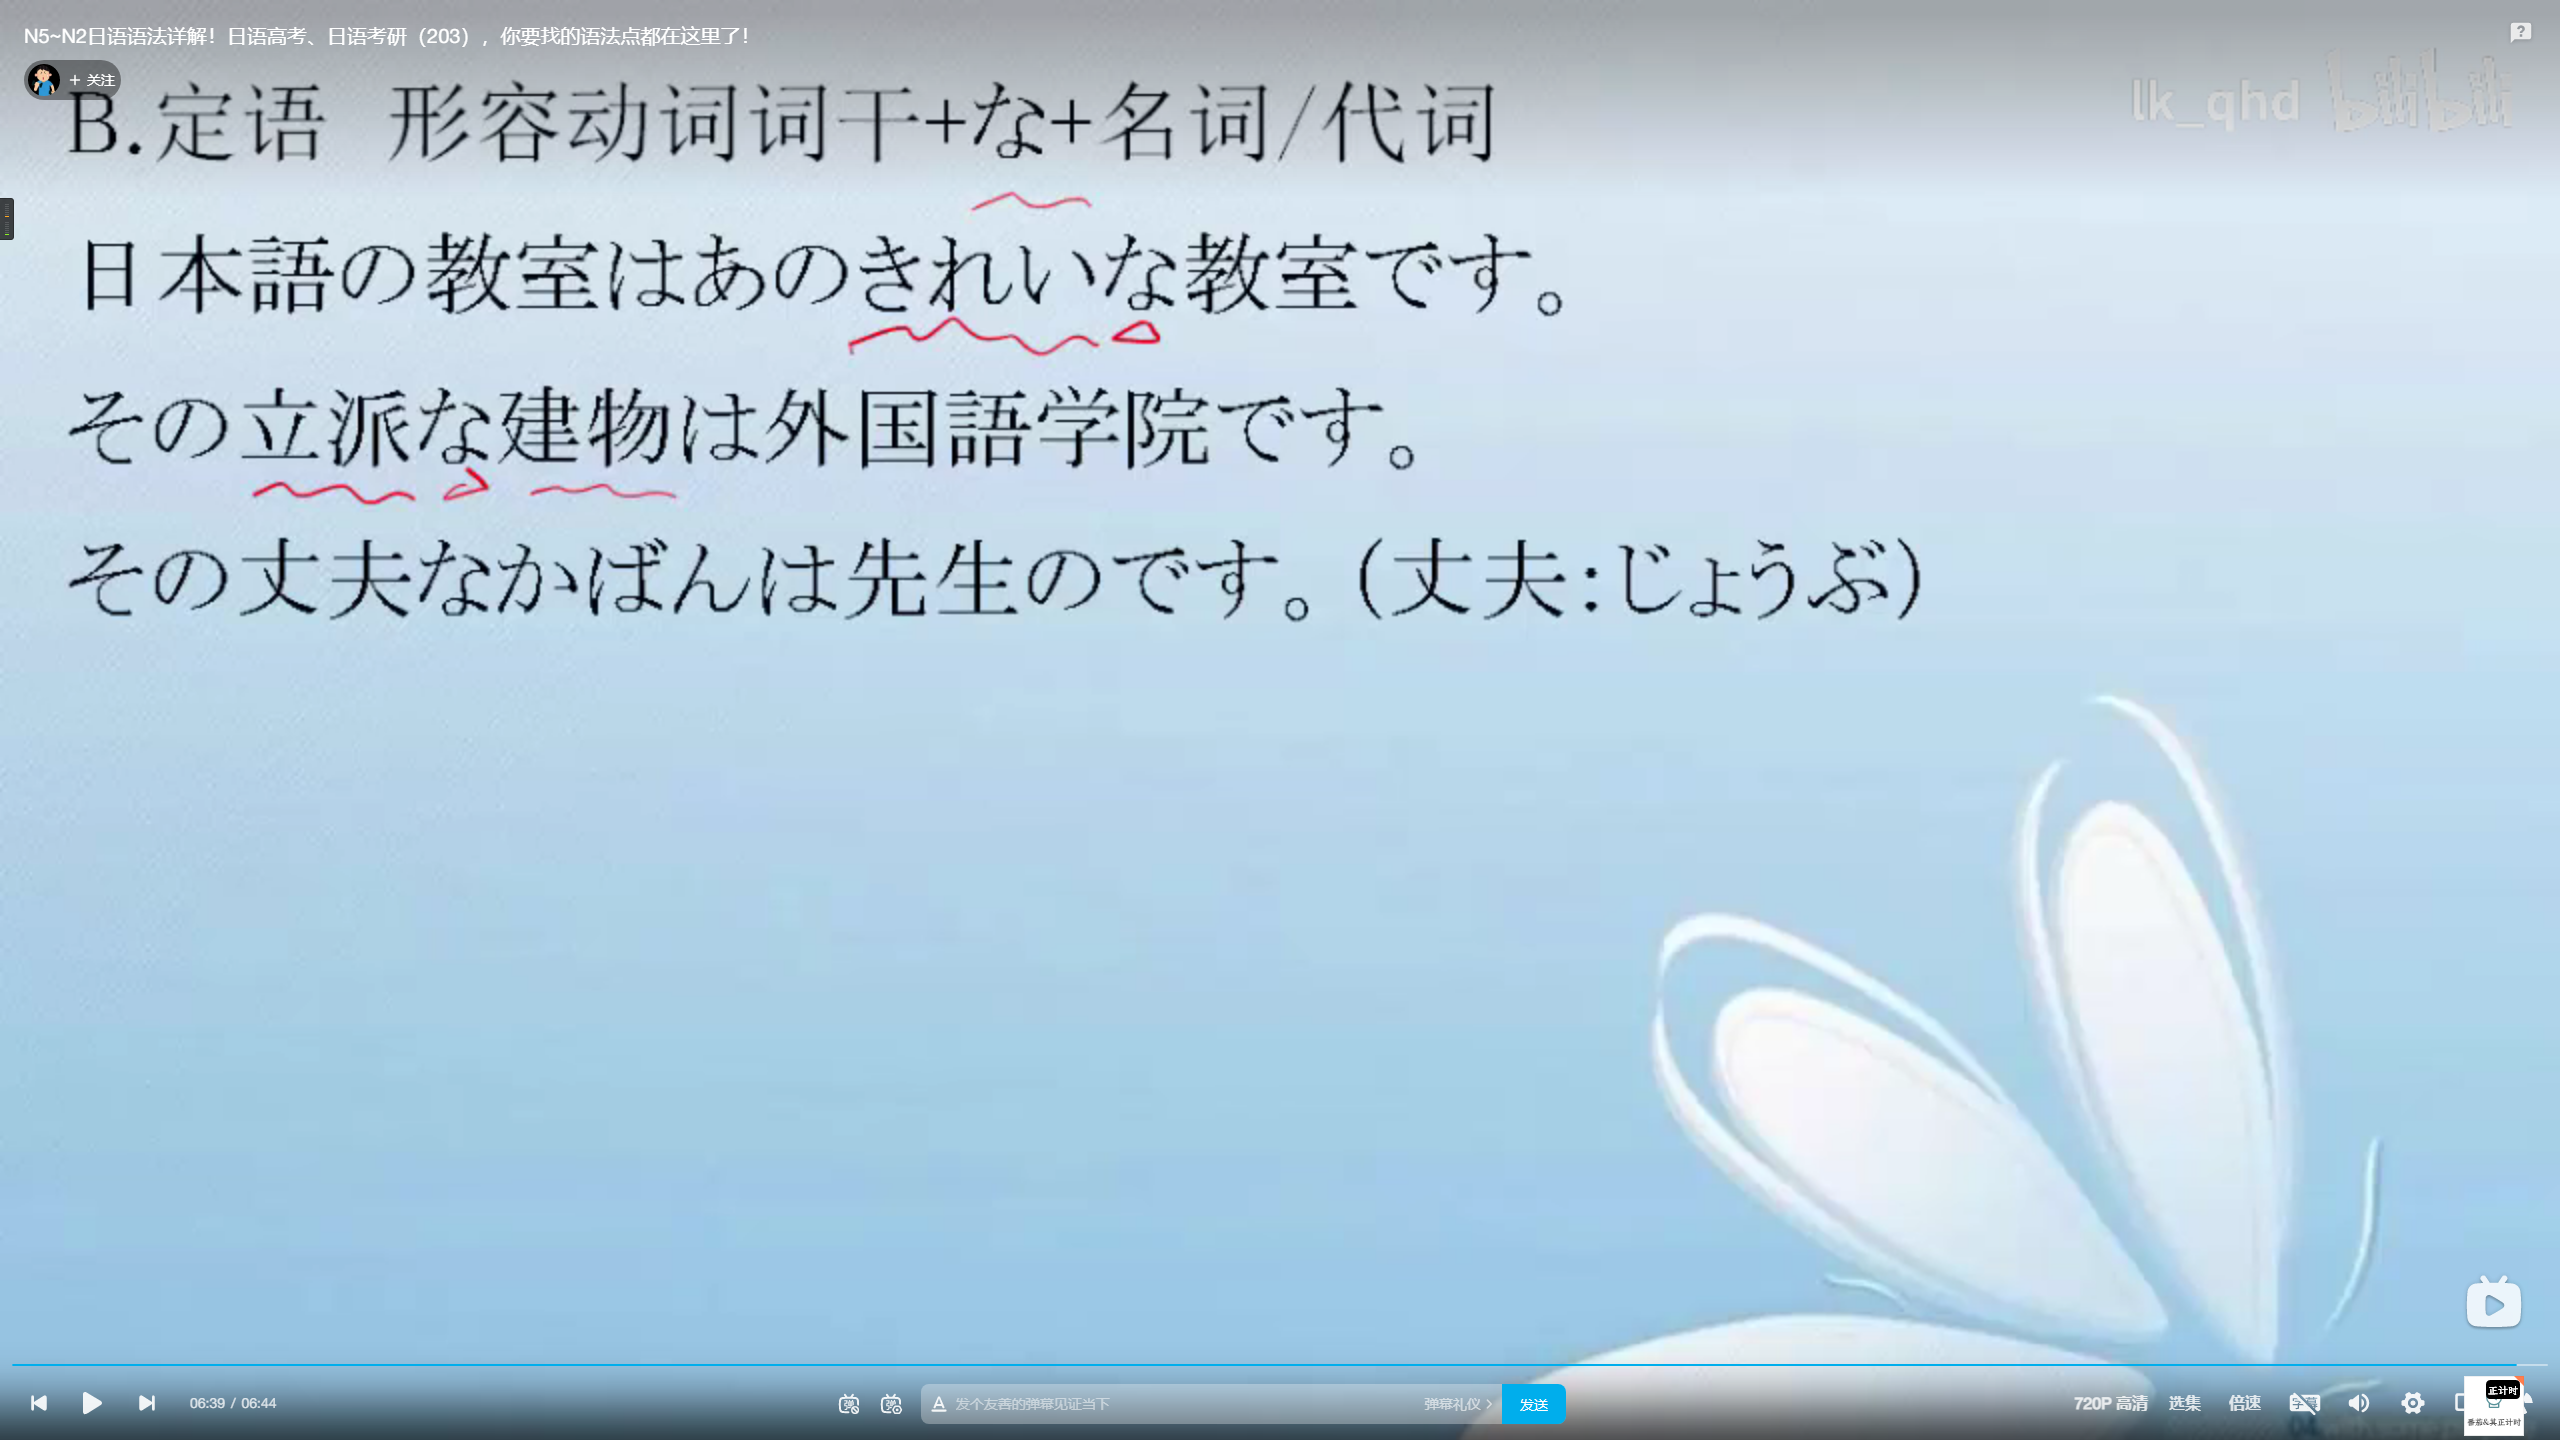 N5~N2日语语法详解！日语高考、日语考研（203），你要找的语法点都在这里了！
+ 关注
lk_qhd bilibili
B.定语 形容动词词干+な+名词/代词
日本語の教室はあのきれいな教室です。
その立派な建物は外国語学院です。
その丈夫なかばんは先生のです。（丈夫：じょうぶ）
06:39 / 06:44
发个友善的弹幕见证当下
弹幕礼仪
发送
720P 高清
选集
倍速
正计时
番茄&其正计时